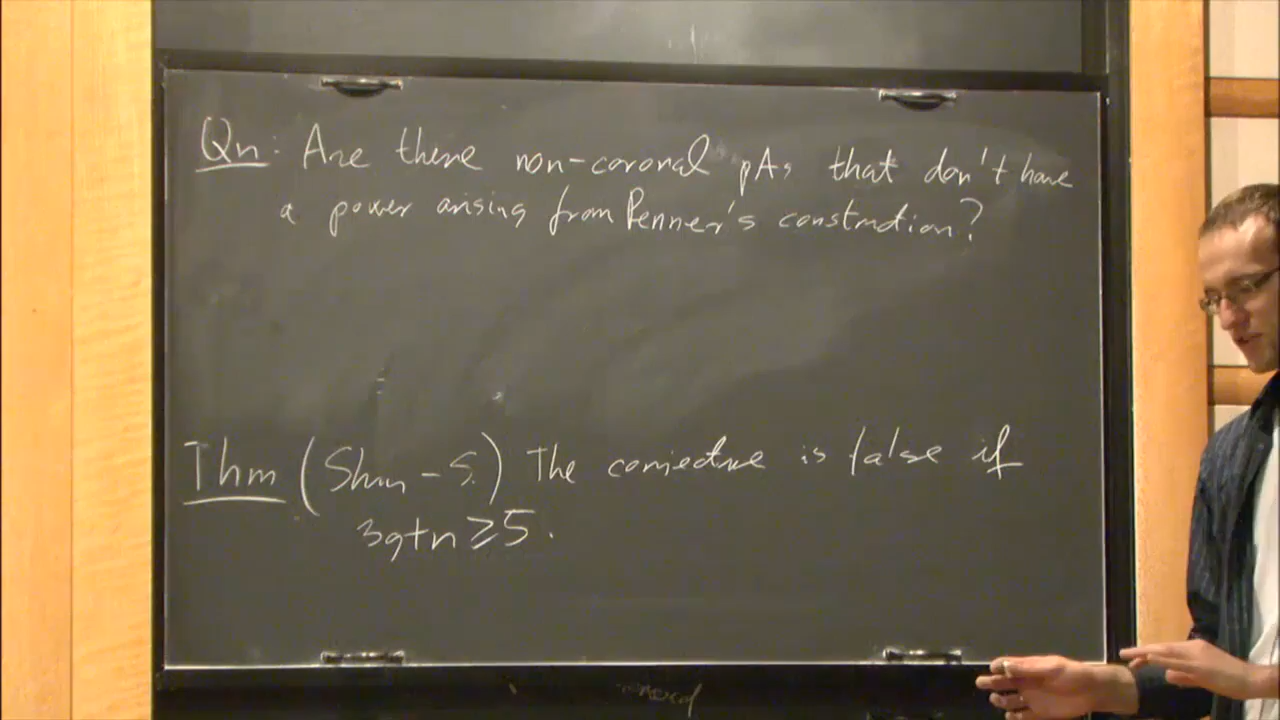 Qn: Are there non-coronal pAs that don't have
a power arising from Penner's construction?
Thm (Shin - S.) The conjecture is false if
3g+n ≥ 5.